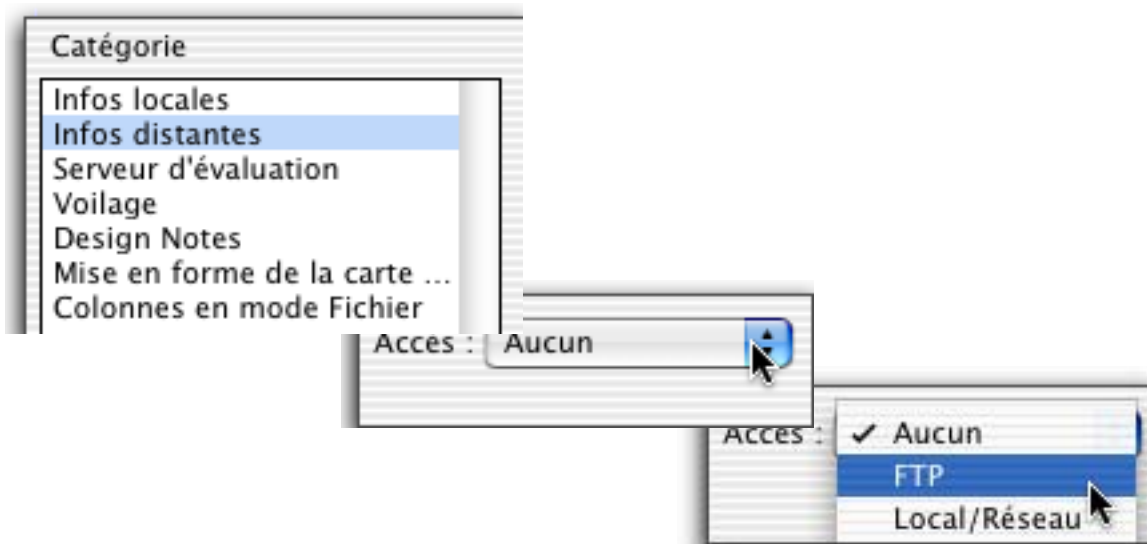 Catégorie
Infos locales
Infos distantes
Serveur d'évaluation
Voilage
Design Notes
Mise en forme de la carte ...
Colonnes en mode Fichier
Accès : Aucun
Accès : ✓ Aucun
FTP
Local/Réseau